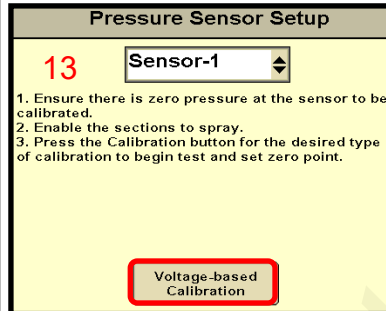 Pressure Sensor Setup
13
Sensor-1
1. Ensure there is zero pressure at the sensor to be
calibrated.
2. Enable the sections to spray.
3. Press the Calibration button for the desired type
of calibration to begin test and set zero point.
Voltage-based
Calibration